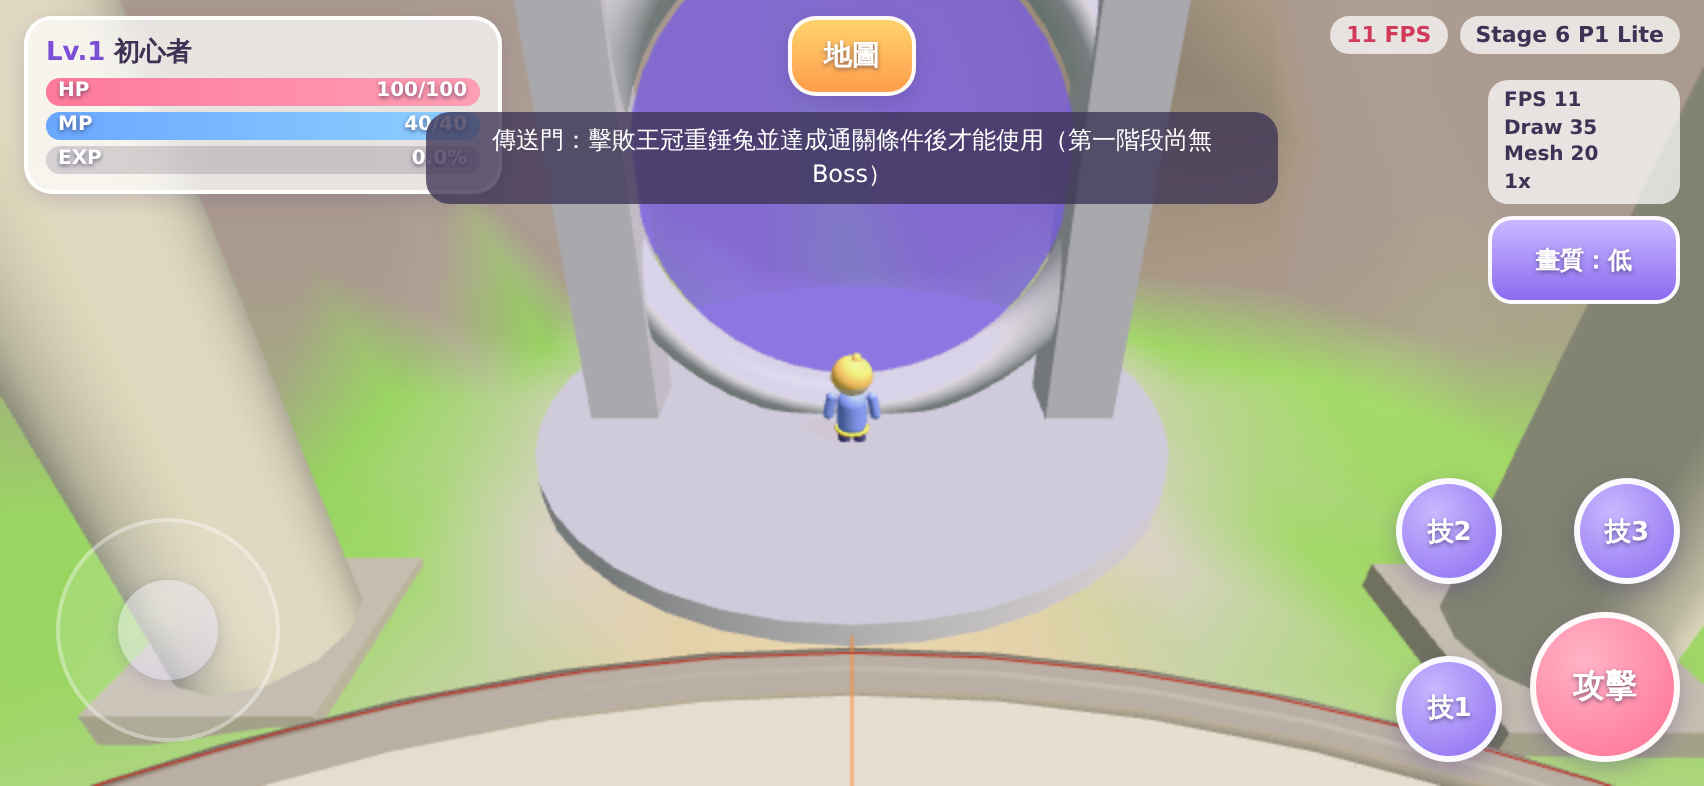 Lv.1 初心者
HP 100/100
MP 40/40
EXP 0.0%
地圖
傳送門：擊敗王冠重錘兔並達成通關條件後才能使用（第一階段尚無
Boss）
11 FPS
Stage 6 P1 Lite
FPS 11
Draw 35
Mesh 20
1x
畫質：低
技2
技3
技1
攻擊